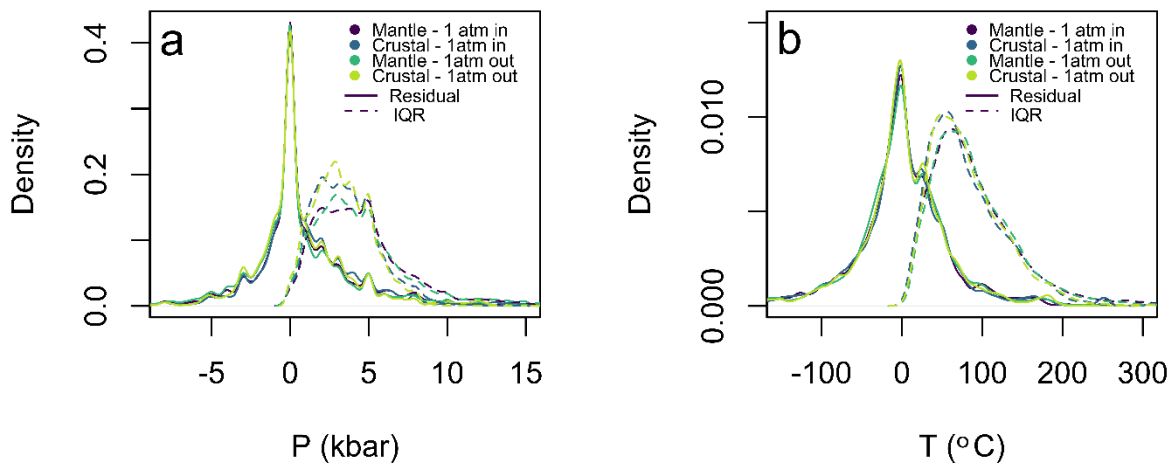 a
Mantle - 1 atm in
Crustal - 1atm in
Mantle - 1atm out
Crustal - 1atm out
Residual
IQR
Density
0.4
0.2
0.0
-5 0 5 10 15
P (kbar)
b
Mantle - 1 atm in
Crustal - 1atm in
Mantle - 1atm out
Crustal - 1atm out
Residual
IQR
Density
0.010
0.000
-100 0 100 200 300
T (° C)